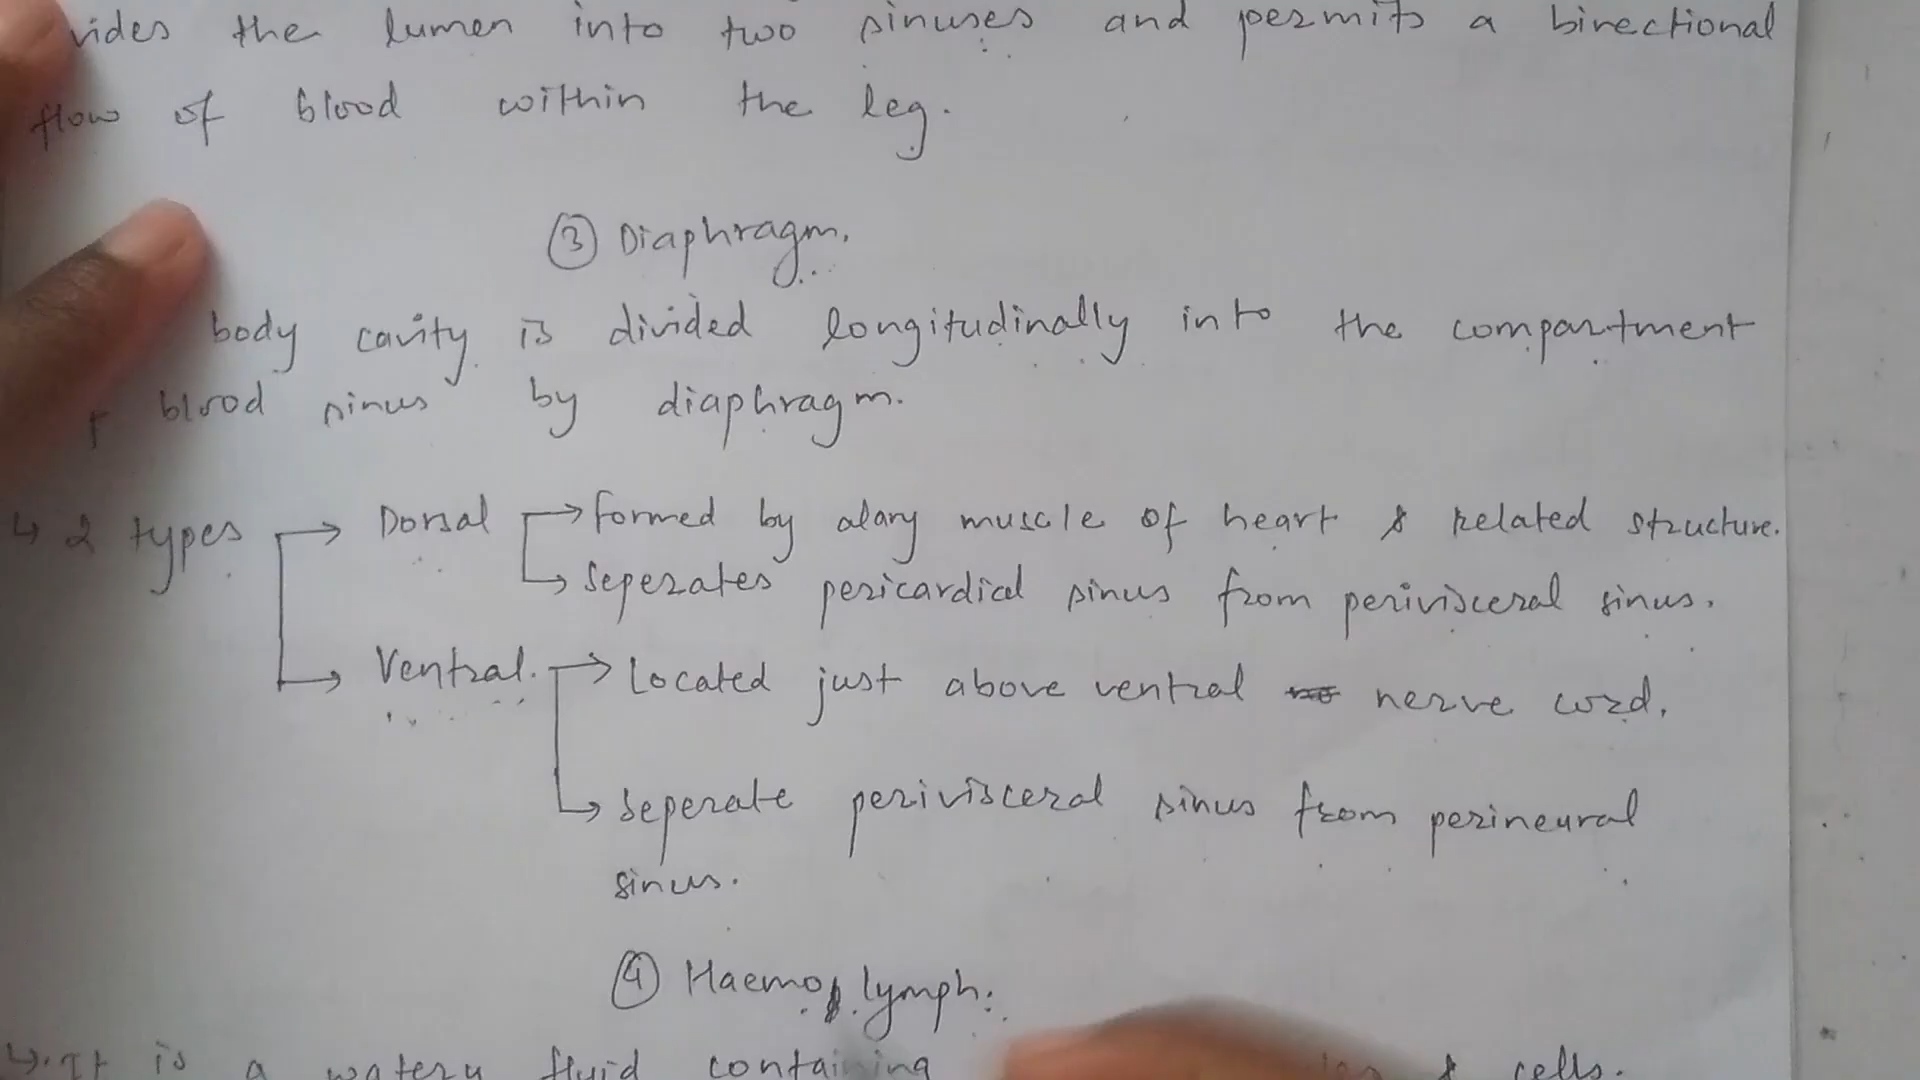 vides the lumen into two sinuses and permits a birectional
flow of blood within the leg.
③ Diaphragm.
body cavity is divided longitudinally into the compartment
blood sinus by diaphragm.
↳ 2 types → Dorsal → formed by alary muscle of heart & related structure.
↳ seperates pericardial sinus from perivisceral sinus.
↳ Ventral. → Located just above ventral nerve cord.
↳ seperate perivisceral sinus from perineural
sinus.
④ Haemolymph:
↳ It is a watery fluid containing & cells.